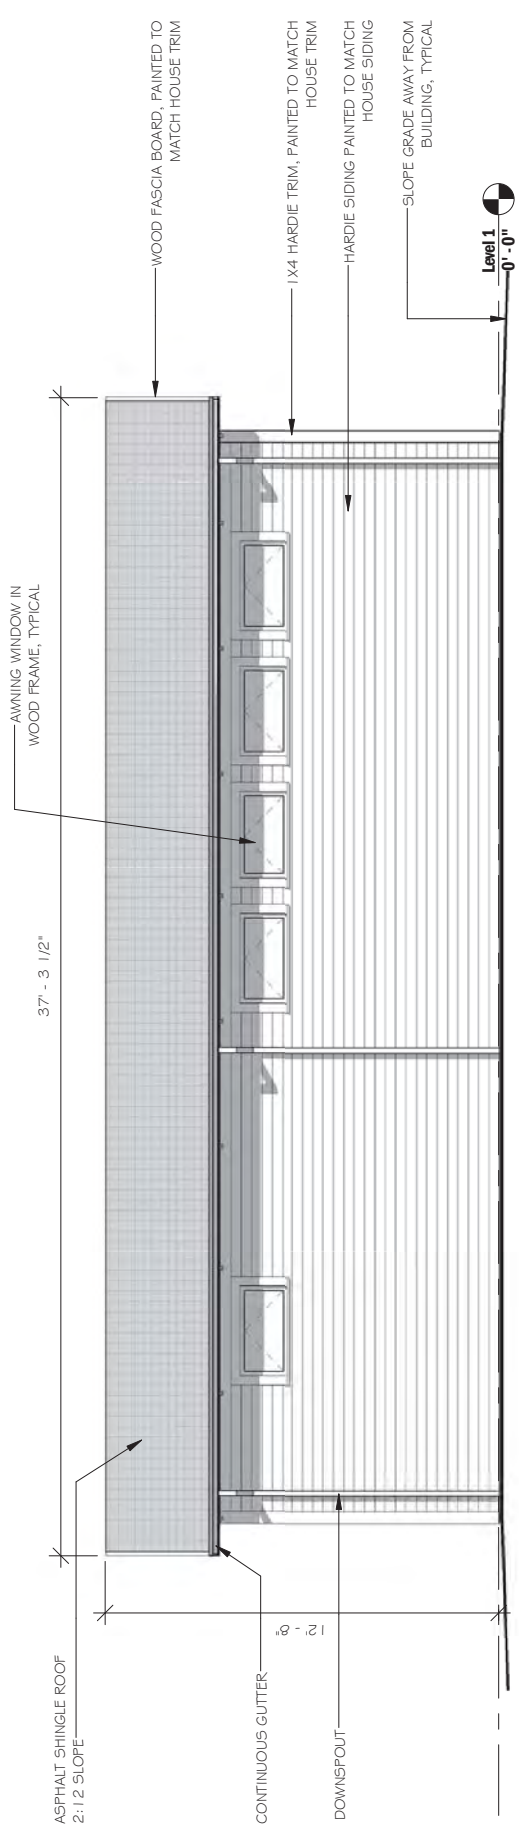 AWNING WINDOW IN
WOOD FRAME, TYPICAL
37' - 3 1/2"
ASPHALT SHINGLE ROOF
2:12 SLOPE
WOOD FASCIA BOARD, PAINTED TO
MATCH HOUSE TRIM
12' - 8"
CONTINUOUS GUTTER
1X4 HARDIE TRIM, PAINTED TO MATCH
HOUSE TRIM
DOWNSPOUT
HARDIE SIDING PAINTED TO MATCH
HOUSE SIDING
SLOPE GRADE AWAY FROM
BUILDING, TYPICAL
Level 1
0' - 0"